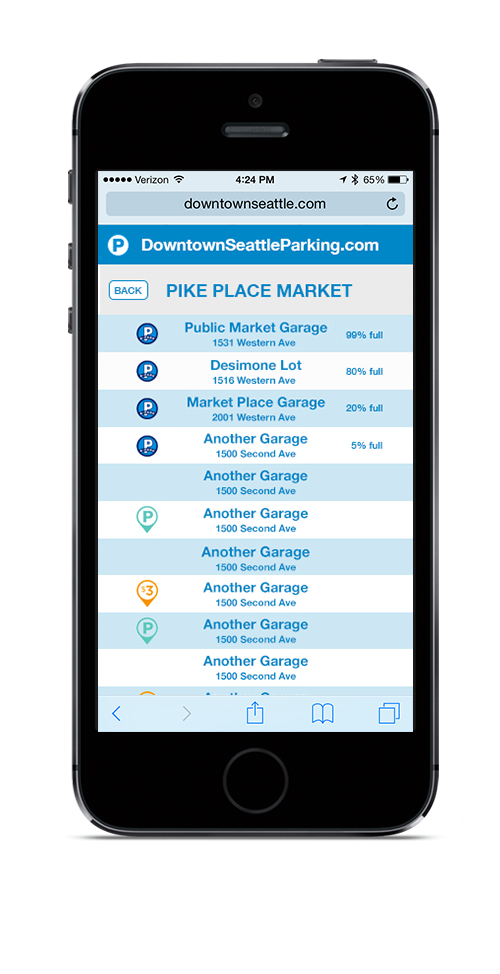 Verizon 4:24 PM 65%
downtownseattle.com
P DowntownSeattleParking.com
BACK PIKE PLACE MARKET
P Public Market Garage 99% full
1531 Western Ave
P Desimone Lot 80% full
1516 Western Ave
P Market Place Garage 20% full
2001 Western Ave
P Another Garage 5% full
1500 Second Ave
Another Garage
1500 Second Ave
P Another Garage
1500 Second Ave
Another Garage
1500 Second Ave
$3 Another Garage
1500 Second Ave
P Another Garage
1500 Second Ave
Another Garage
1500 Second Ave